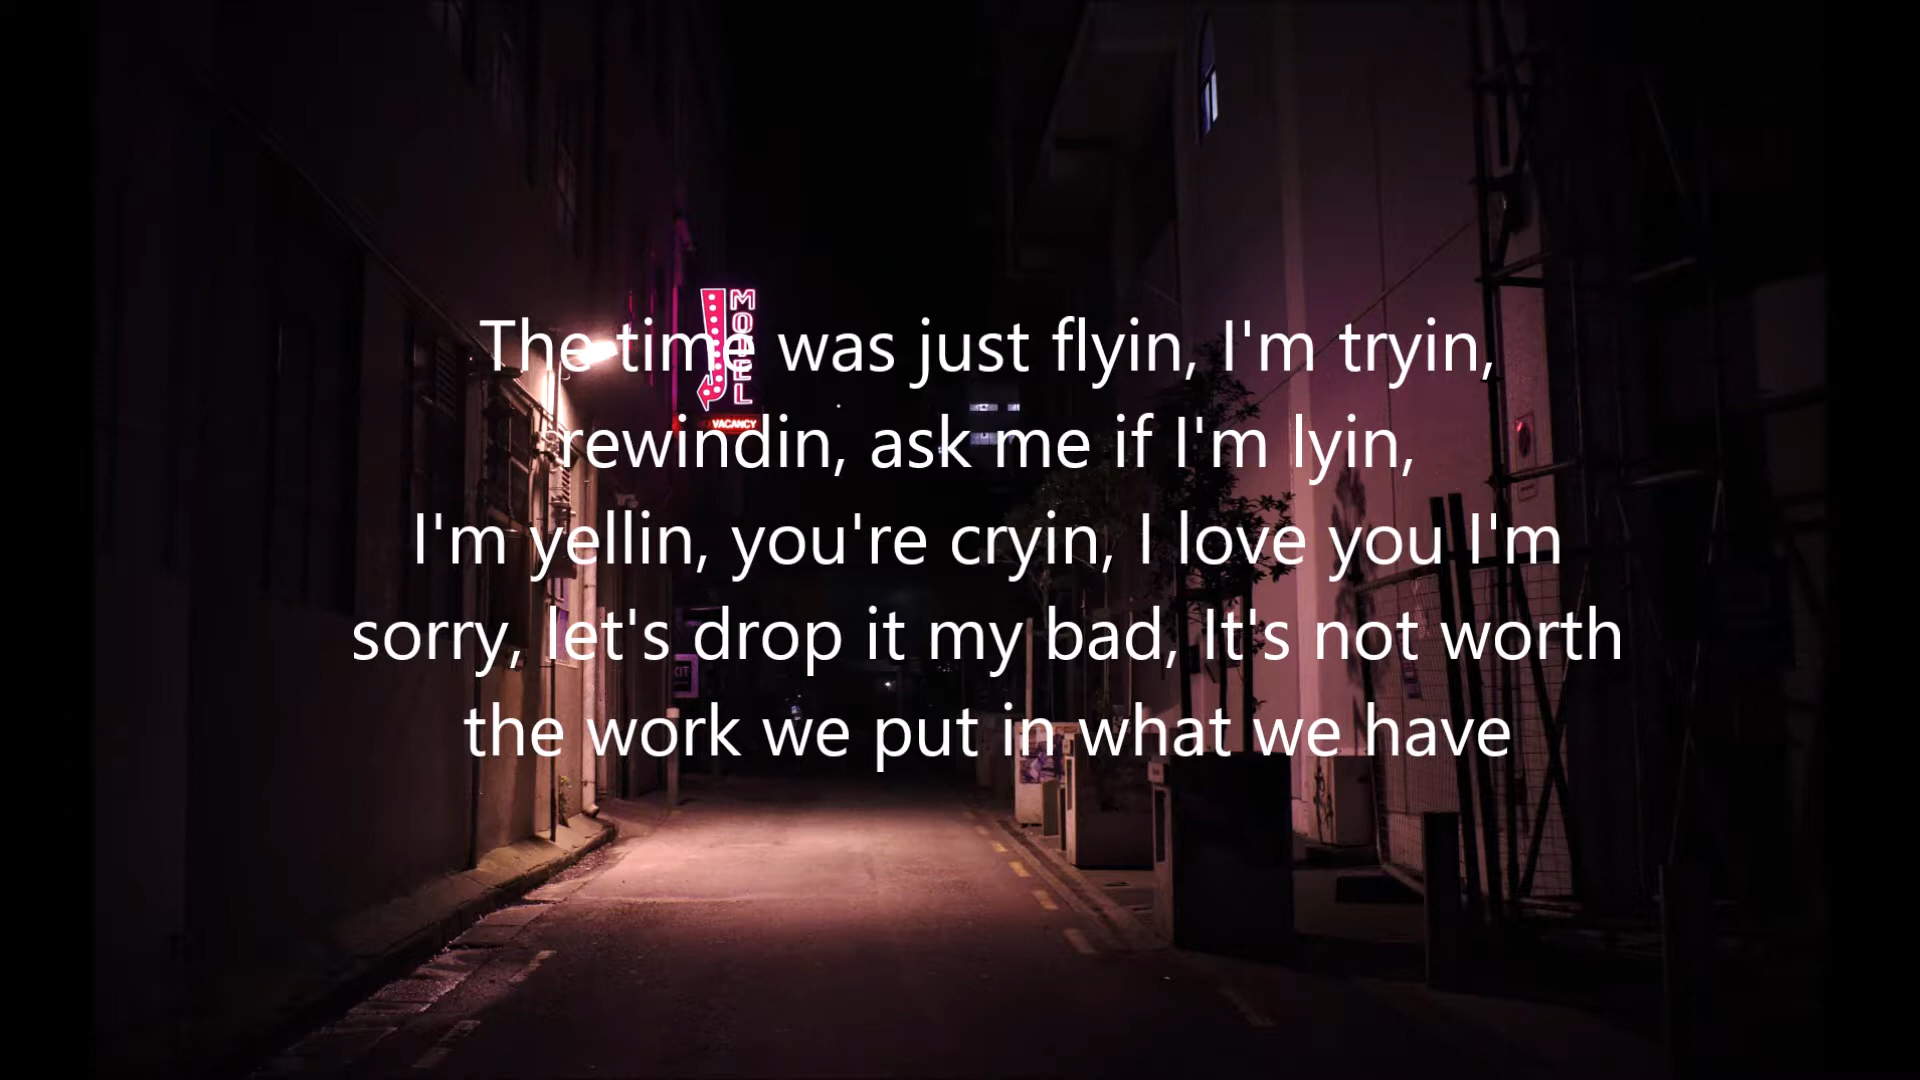 MOTEL
VACANCY
The time was just flyin, I'm tryin,
rewindin, ask me if I'm lyin,
I'm yellin, you're cryin, I love you I'm
sorry, let's drop it my bad, It's not worth
the work we put in what we have